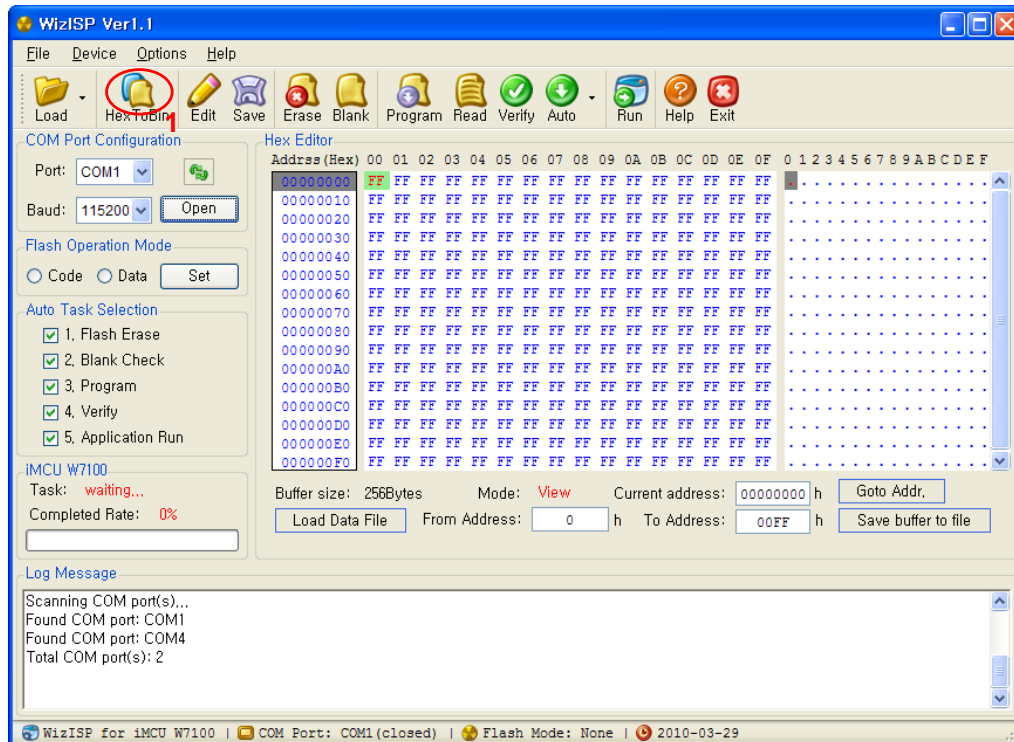 WizISP Ver1.1
File Device Options Help
Load HexToBin Edit Save Erase Blank Program Read Verify Auto Run Help Exit
1
COM Port Configuration
Port: COM1
Baud: 115200 Open
Flash Operation Mode
Code Data Set
Auto Task Selection
1. Flash Erase
2. Blank Check
3. Program
4. Verify
5. Application Run
iMCU W7100
Task: waiting...
Completed Rate: 0%
Hex Editor
Addrss(Hex) 00 01 02 03 04 05 06 07 08 09 0A 0B 0C 0D 0E 0F 0 1 2 3 4 5 6 7 8 9 A B C D E F
00000000 FF FF FF FF FF FF FF FF FF FF FF FF FF FF FF FF ................
00000010 FF FF FF FF FF FF FF FF FF FF FF FF FF FF FF FF ................
00000020 FF FF FF FF FF FF FF FF FF FF FF FF FF FF FF FF ................
00000030 FF FF FF FF FF FF FF FF FF FF FF FF FF FF FF FF ................
00000040 FF FF FF FF FF FF FF FF FF FF FF FF FF FF FF FF ................
00000050 FF FF FF FF FF FF FF FF FF FF FF FF FF FF FF FF ................
00000060 FF FF FF FF FF FF FF FF FF FF FF FF FF FF FF FF ................
00000070 FF FF FF FF FF FF FF FF FF FF FF FF FF FF FF FF ................
00000080 FF FF FF FF FF FF FF FF FF FF FF FF FF FF FF FF ................
00000090 FF FF FF FF FF FF FF FF FF FF FF FF FF FF FF FF ................
000000A0 FF FF FF FF FF FF FF FF FF FF FF FF FF FF FF FF ................
000000B0 FF FF FF FF FF FF FF FF FF FF FF FF FF FF FF FF ................
000000C0 FF FF FF FF FF FF FF FF FF FF FF FF FF FF FF FF ................
000000D0 FF FF FF FF FF FF FF FF FF FF FF FF FF FF FF FF ................
000000E0 FF FF FF FF FF FF FF FF FF FF FF FF FF FF FF FF ................
000000F0 FF FF FF FF FF FF FF FF FF FF FF FF FF FF FF FF ................
Buffer size: 256Bytes Mode: View Current address: 00000000 h Goto Addr.
Load Data File From Address: 0 h To Address: 00FF h Save buffer to file
Log Message
Scanning COM port(s)...
Found COM port: COM1
Found COM port: COM4
Total COM port(s): 2
WizISP for iMCU W7100 | COM Port: COM1(closed) | Flash Mode: None | 2010-03-29